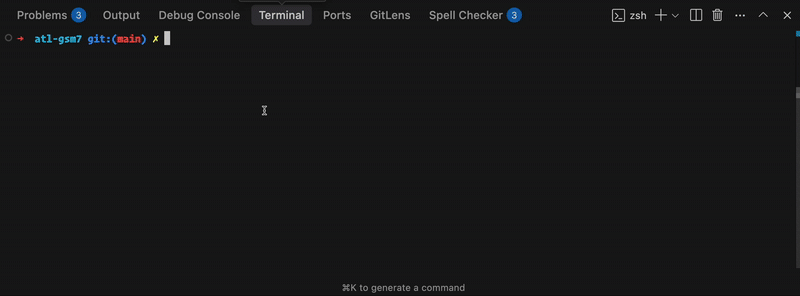 Problems 3 Output Debug Console Terminal Ports GitLens Spell Checker 3 zsh
→ atl-gsm7 git:(main) ✗
⌘K to generate a command